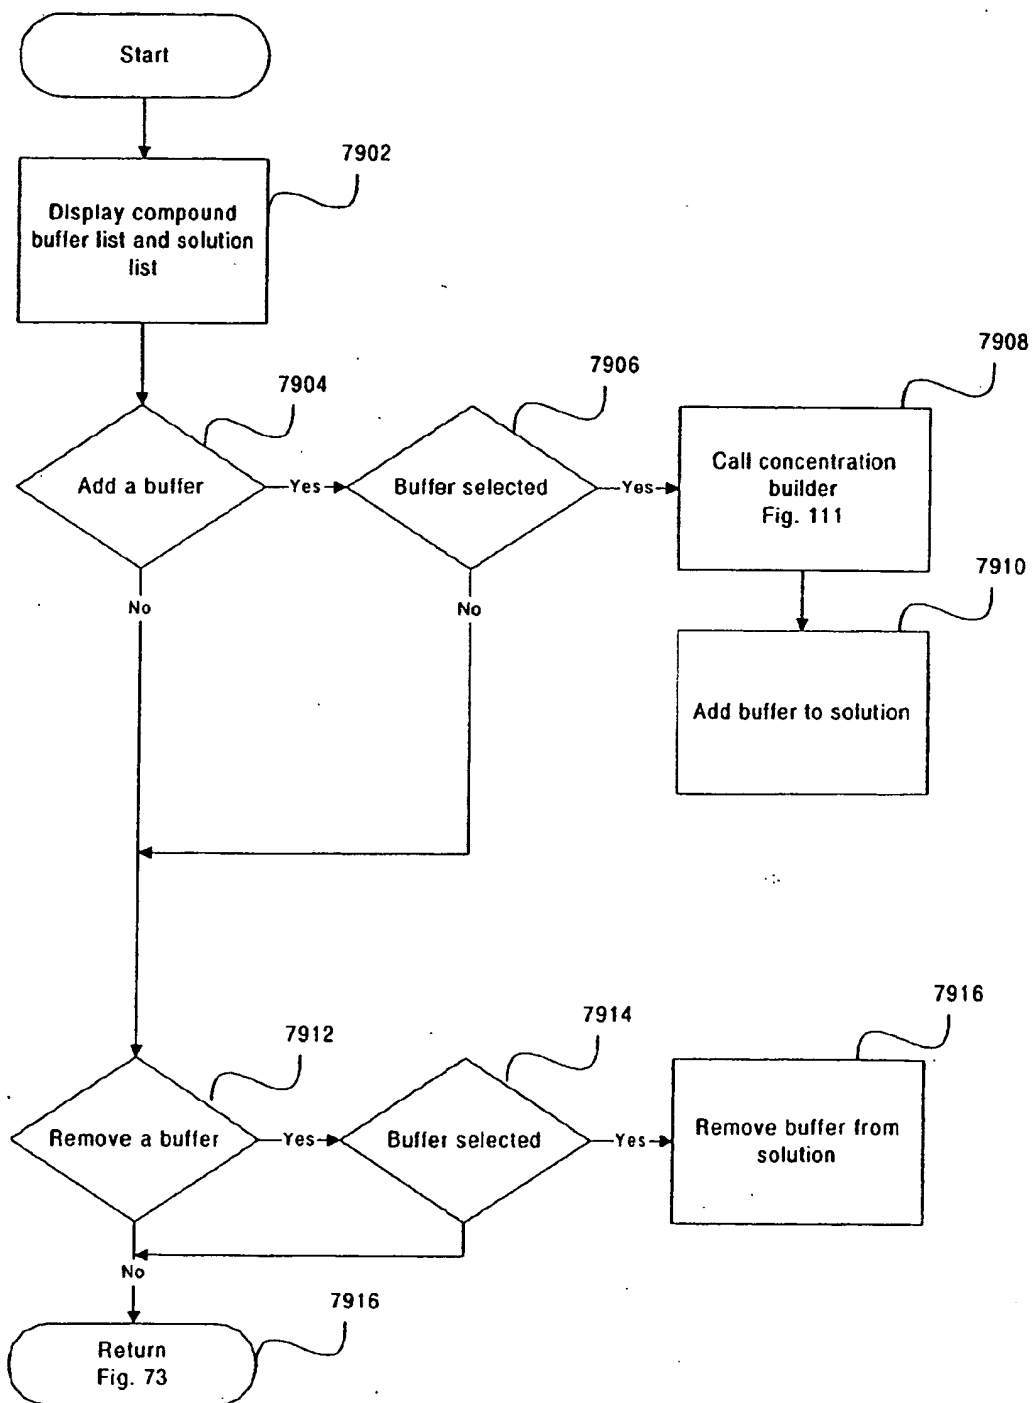 Start
7902
Display compound
buffer list and solution
list
7904
7906
7908
Add a buffer
Yes
Buffer selected
Yes
Call concentration
builder
Fig. 111
No
No
7910
Add buffer to solution
7912
7914
7916
Remove a buffer
Yes
Buffer selected
Yes
Remove buffer from
solution
No
7916
Return
Fig. 73